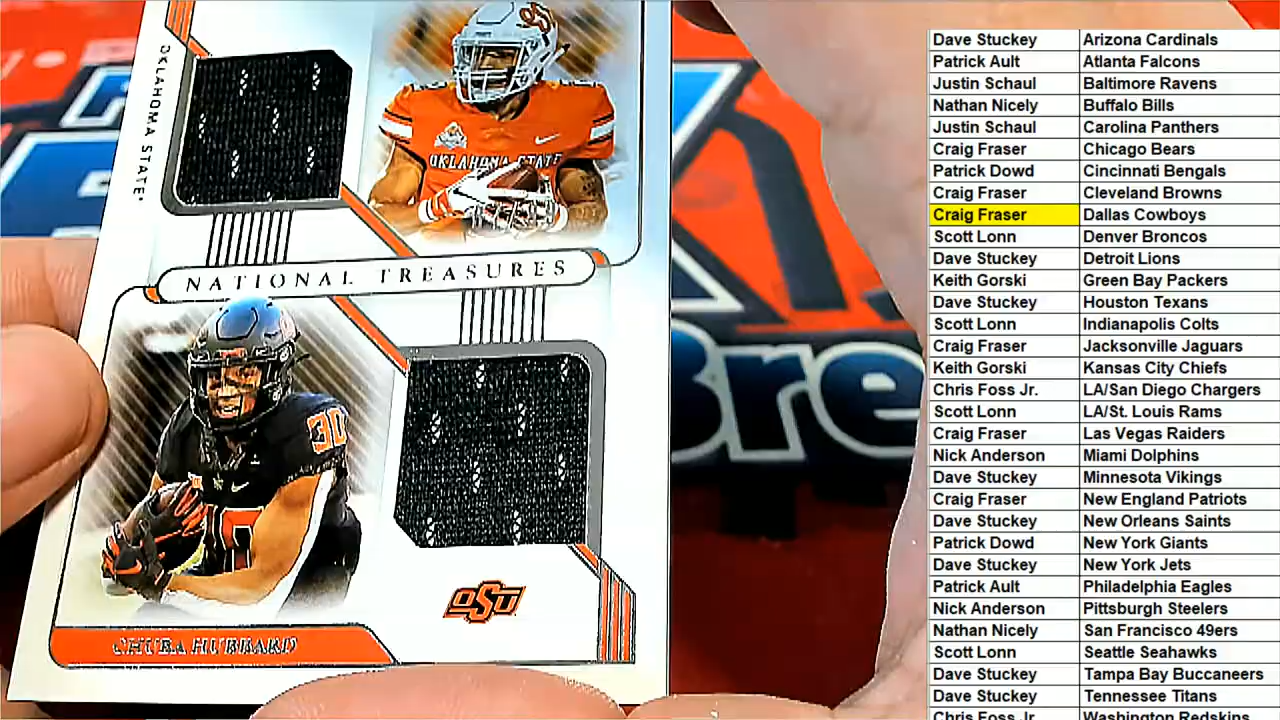 OKLAHOMA STATE
OKLAHOMA STATE
NATIONAL TREASURES
30
30
OSU
CHUBA HUBBARD
Bre
Dave Stuckey Arizona Cardinals
Patrick Ault Atlanta Falcons
Justin Schaul Baltimore Ravens
Nathan Nicely Buffalo Bills
Justin Schaul Carolina Panthers
Craig Fraser Chicago Bears
Patrick Dowd Cincinnati Bengals
Craig Fraser Cleveland Browns
Craig Fraser Dallas Cowboys
Scott Lonn Denver Broncos
Dave Stuckey Detroit Lions
Keith Gorski Green Bay Packers
Dave Stuckey Houston Texans
Scott Lonn Indianapolis Colts
Craig Fraser Jacksonville Jaguars
Keith Gorski Kansas City Chiefs
Chris Foss Jr. LA/San Diego Chargers
Scott Lonn LA/St. Louis Rams
Craig Fraser Las Vegas Raiders
Nick Anderson Miami Dolphins
Dave Stuckey Minnesota Vikings
Craig Fraser New England Patriots
Dave Stuckey New Orleans Saints
Patrick Dowd New York Giants
Dave Stuckey New York Jets
Patrick Ault Philadelphia Eagles
Nick Anderson Pittsburgh Steelers
Nathan Nicely San Francisco 49ers
Scott Lonn Seattle Seahawks
Dave Stuckey Tampa Bay Buccaneers
Dave Stuckey Tennessee Titans
Chris Foss Jr. Washington Redskins